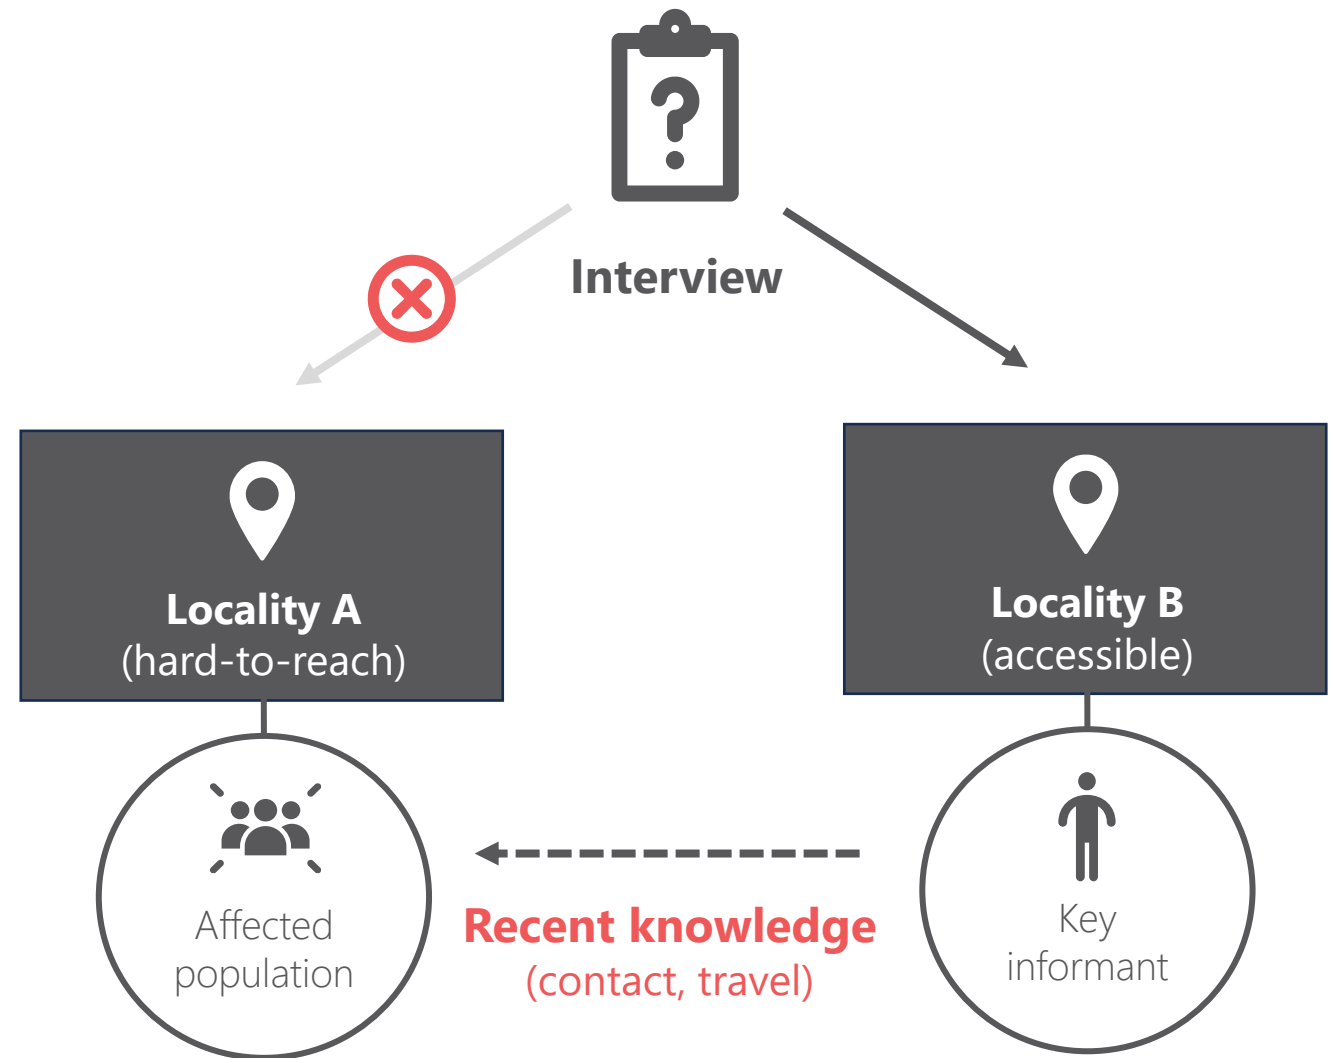 ?
Interview
Locality A
(hard-to-reach)
Locality B
(accessible)
Affected
population
Recent knowledge
(contact, travel)
Key
informant